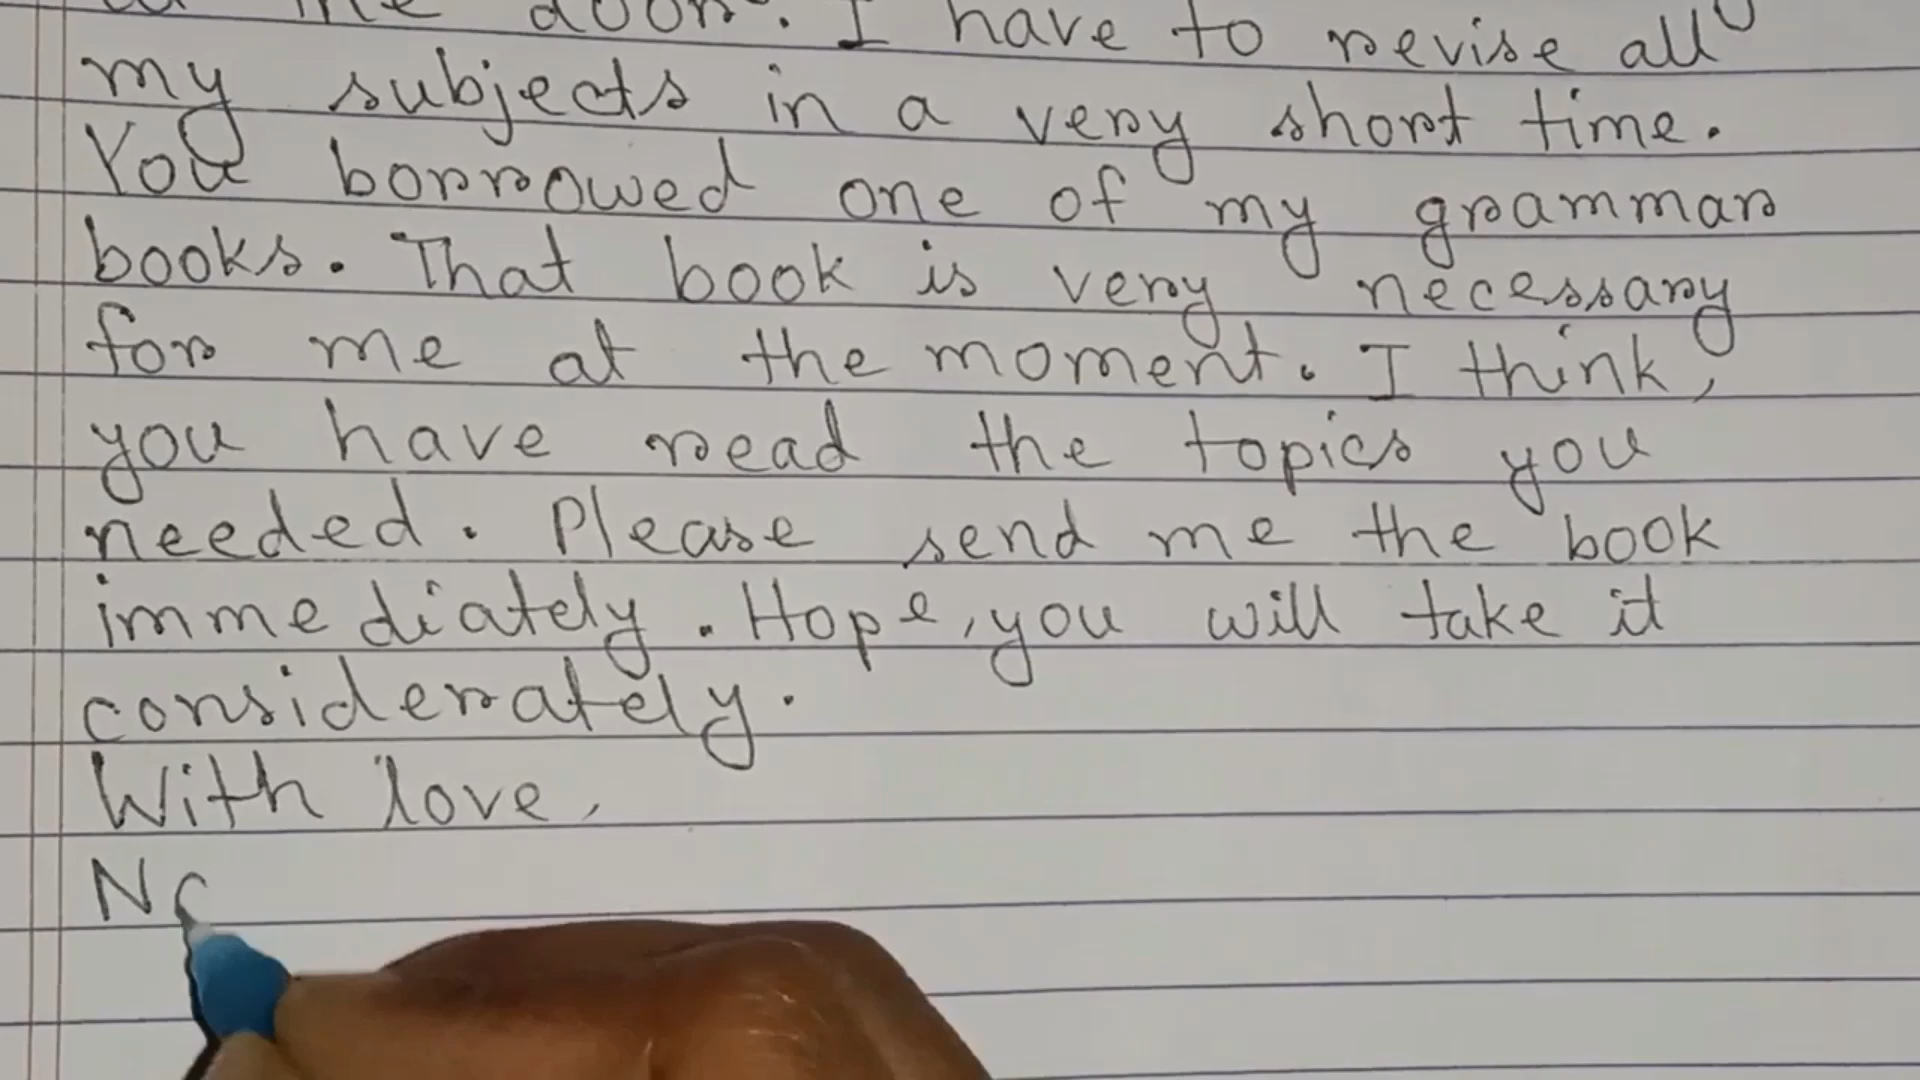 the door. I have to revise all
my subjects in a very short time.
You borrowed one of my grammar
books. That book is very necessary
for me at the moment. I think,
you have read the topics you
needed. Please send me the book
immediately. Hope, you will take it
considerately.
With love,
N